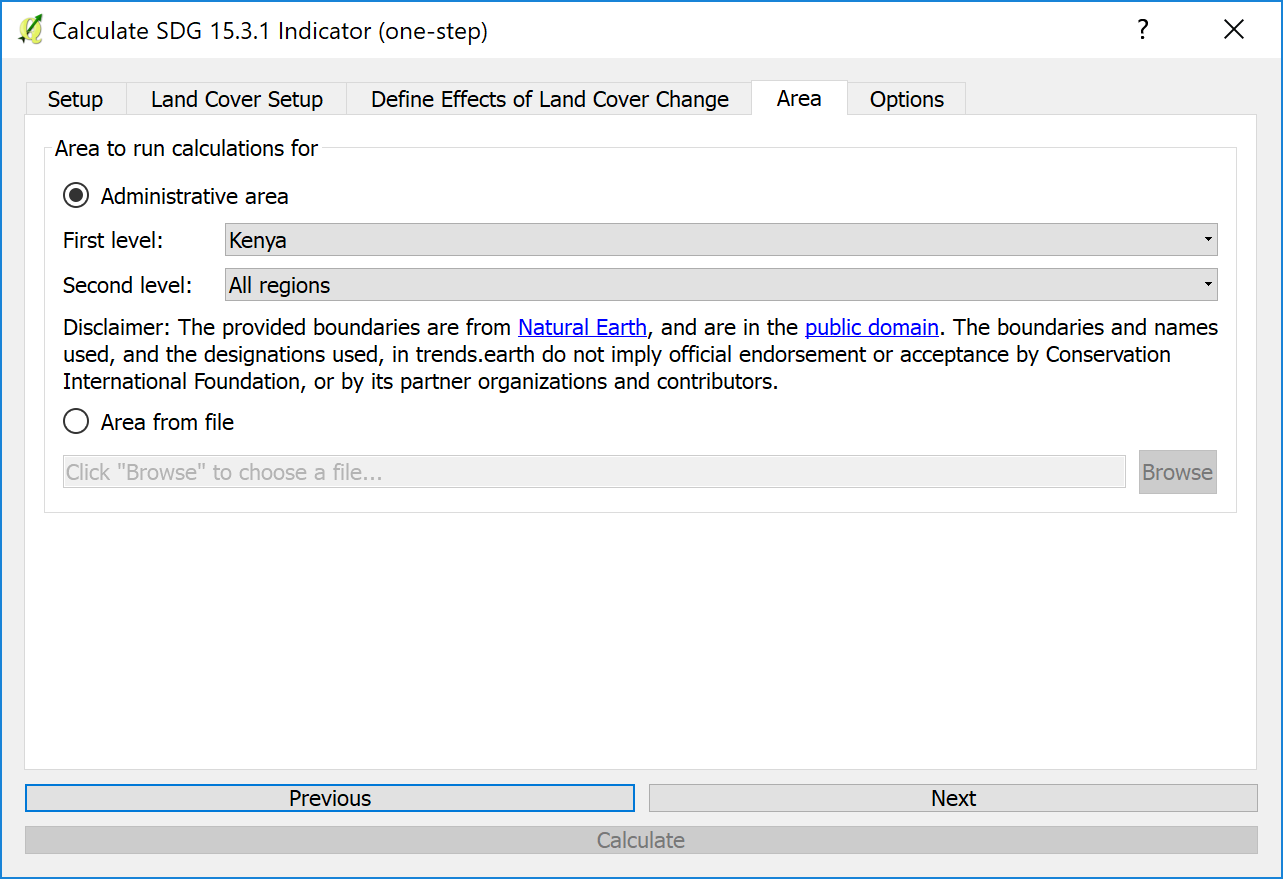 Calculate SDG 15.3.1 Indicator (one-step)
?
Setup
Land Cover Setup
Define Effects of Land Cover Change
Area
Options
Area to run calculations for
Administrative area
First level:
Kenya
Second level:
All regions
Disclaimer: The provided boundaries are from Natural Earth, and are in the public domain. The boundaries and names
used, and the designations used, in trends.earth do not imply official endorsement or acceptance by Conservation
International Foundation, or by its partner organizations and contributors.
Area from file
Click "Browse" to choose a file...
Browse
Previous
Next
Calculate